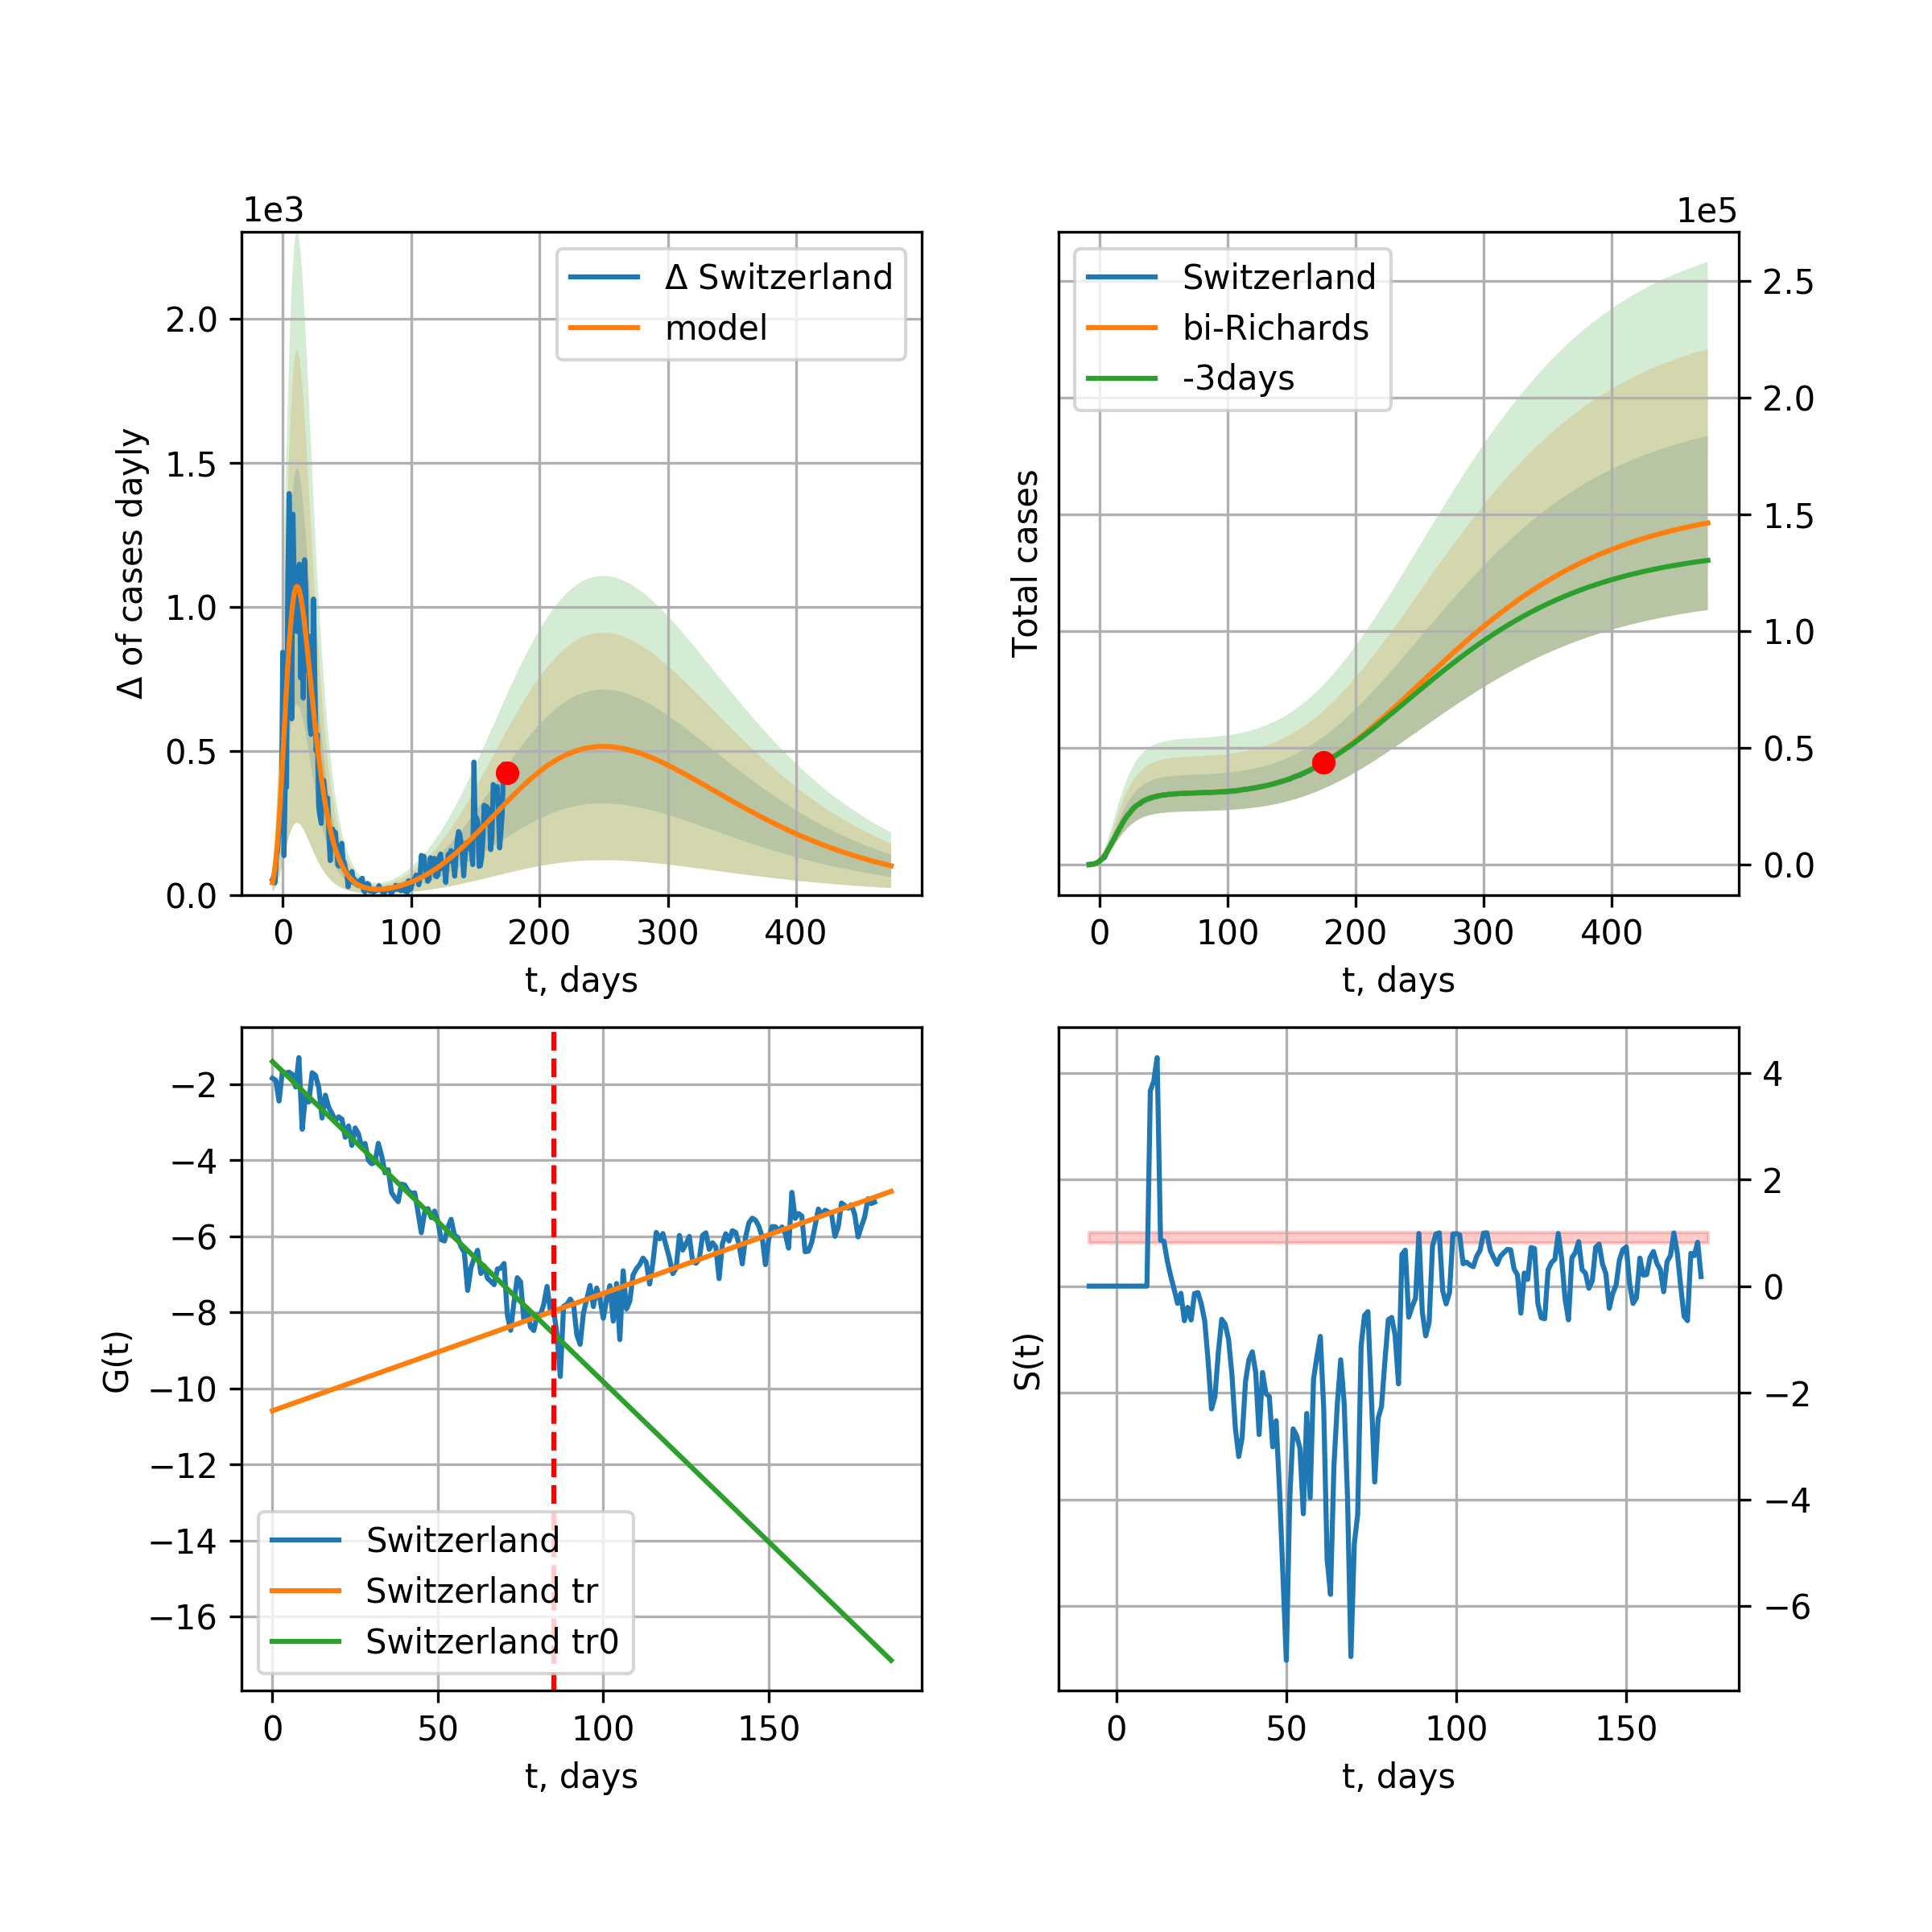 1e3
Δ of cases dayly
2.0
1.5
1.0
0.5
0.0
Δ Switzerland
model
0 100 200 300 400
t, days
1e5
Total cases
Switzerland
bi-Richards
-3days
2.5
2.0
1.5
1.0
0.5
0.0
0 100 200 300 400
t, days
G(t)
−2
−4
−6
−8
−10
−12
−14
−16
Switzerland
Switzerland tr
Switzerland tr0
0 50 100 150
t, days
S(t)
4
2
0
−2
−4
−6
0 50 100 150
t, days